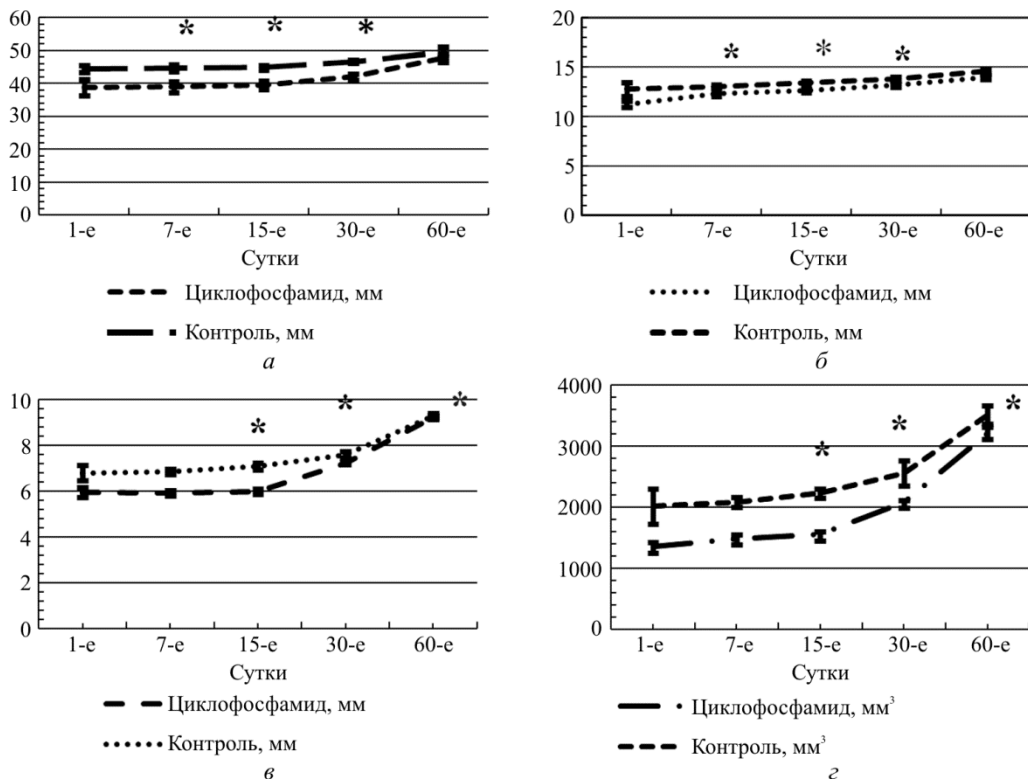 60
50
40
30
20
10
0
*
*
*
1-е 7-е 15-е 30-е 60-е
Сутки
Циклофосфамид, мм
Контроль, мм
а
20
15
10
5
0
*
*
*
1-е 7-е 15-е 30-е 60-е
Сутки
Циклофосфамид, мм
Контроль, мм
б
10
8
6
4
2
0
*
*
*
1-е 7-е 15-е 30-е 60-е
Сутки
Циклофосфамид, мм
Контроль, мм
в
4000
3000
2000
1000
0
*
*
*
1-е 7-е 15-е 30-е 60-е
Сутки
Циклофосфамид, мм³
Контроль, мм³
г